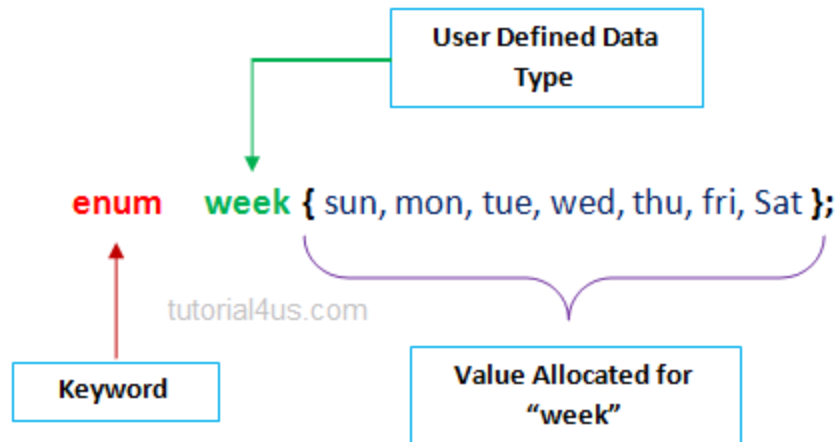 User Defined Data
Type
enum week { sun, mon, tue, wed, thu, fri, Sat };
tutorial4us.com
Keyword
Value Allocated for
“week”